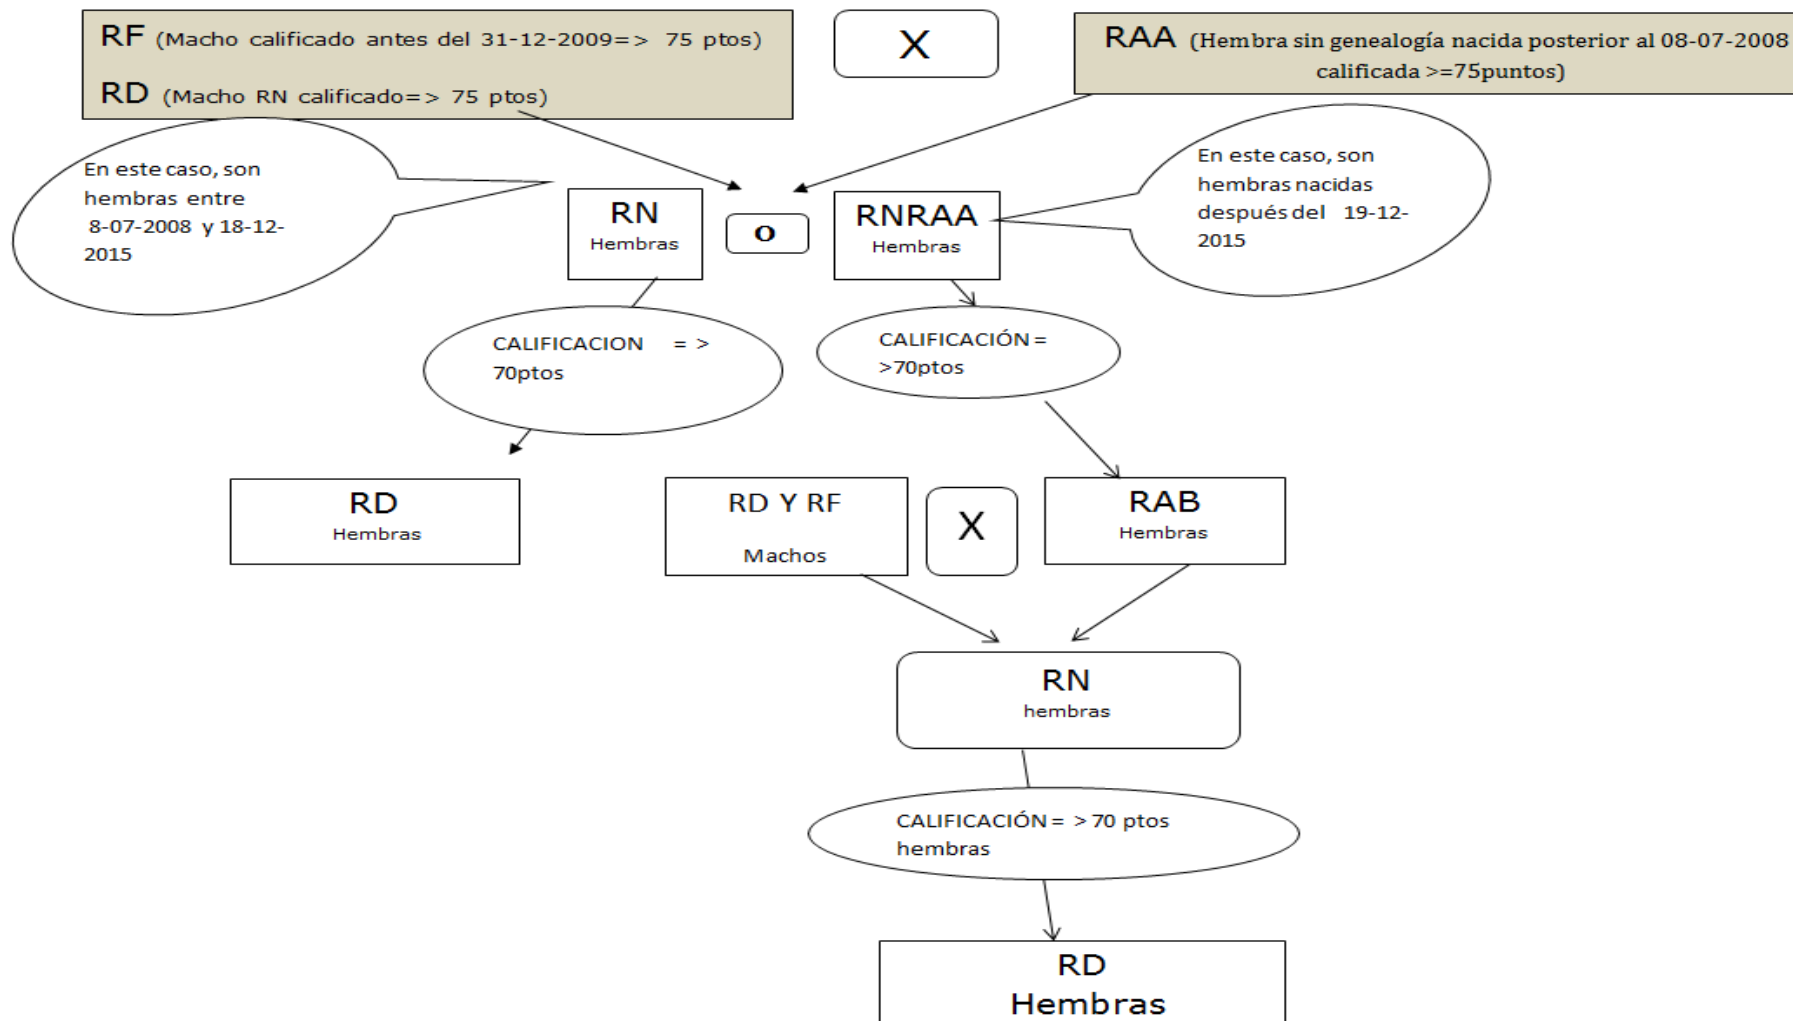 RF (Macho calificado antes del 31-12-2009=> 75 ptos)
RD (Macho RN calificado=> 75 ptos)
X
RAA (Hembra sin genealogía nacida posterior al 08-07-2008
calificada >=75puntos)
En este caso, son
hembras entre
8-07-2008 y 18-12-
2015
RN
Hembras
O
RNRAA
Hembras
En este caso, son
hembras nacidas
después del 19-12-
2015
CALIFICACION = >
70ptos
CALIFICACIÓN =
>70ptos
RD
Hembras
RD Y RF
Machos
X
RAB
Hembras
RN
hembras
CALIFICACIÓN = > 70 ptos
hembras
RD
Hembras